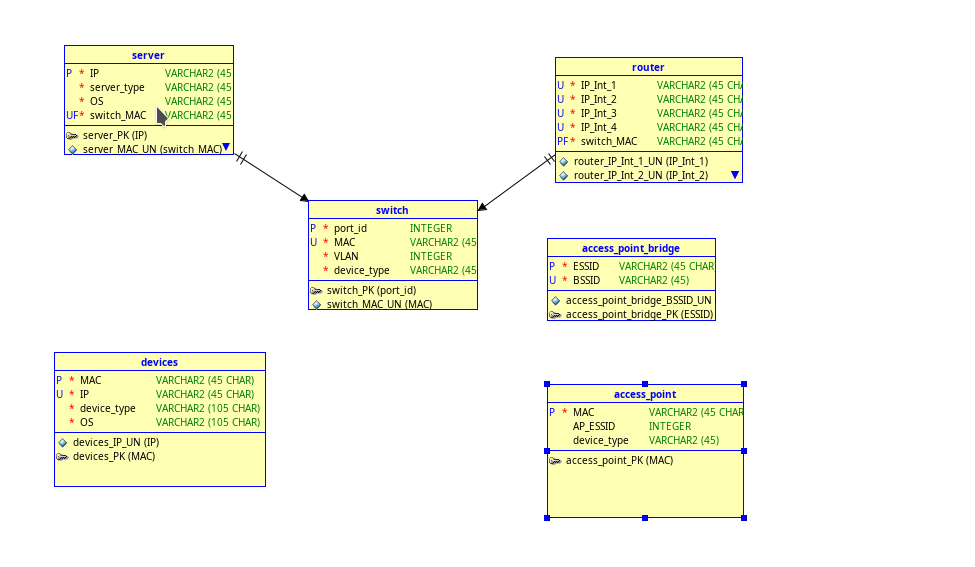 server
P * IP VARCHAR2 (45
* server_type VARCHAR2 (45
* OS VARCHAR2 (45
UF* switch_MAC VARCHAR2 (45
server_PK (IP)
server_MAC_UN (switch_MAC)
router
U * IP_Int_1 VARCHAR2 (45 CHA
U * IP_Int_2 VARCHAR2 (45 CHA
U * IP_Int_3 VARCHAR2 (45 CHA
U * IP_Int_4 VARCHAR2 (45 CHA
PF* switch_MAC VARCHAR2 (45 CHA
router_IP_Int_1_UN (IP_Int_1)
router_IP_Int_2_UN (IP_Int_2)
switch
P * port_id INTEGER
U * MAC VARCHAR2 (45
* VLAN INTEGER
* device_type VARCHAR2 (45
switch_PK (port_id)
switch_MAC_UN (MAC)
access_point_bridge
P * ESSID VARCHAR2 (45 CHAR)
U * BSSID VARCHAR2 (45)
access_point_bridge_BSSID_UN
access_point_bridge_PK (ESSID)
devices
P * MAC VARCHAR2 (45 CHAR)
U * IP VARCHAR2 (45 CHAR)
* device_type VARCHAR2 (105 CHAR)
* OS VARCHAR2 (105 CHAR)
devices_IP_UN (IP)
devices_PK (MAC)
access_point
P * MAC VARCHAR2 (45 CHAR
AP_ESSID INTEGER
device_type VARCHAR2 (45)
access_point_PK (MAC)